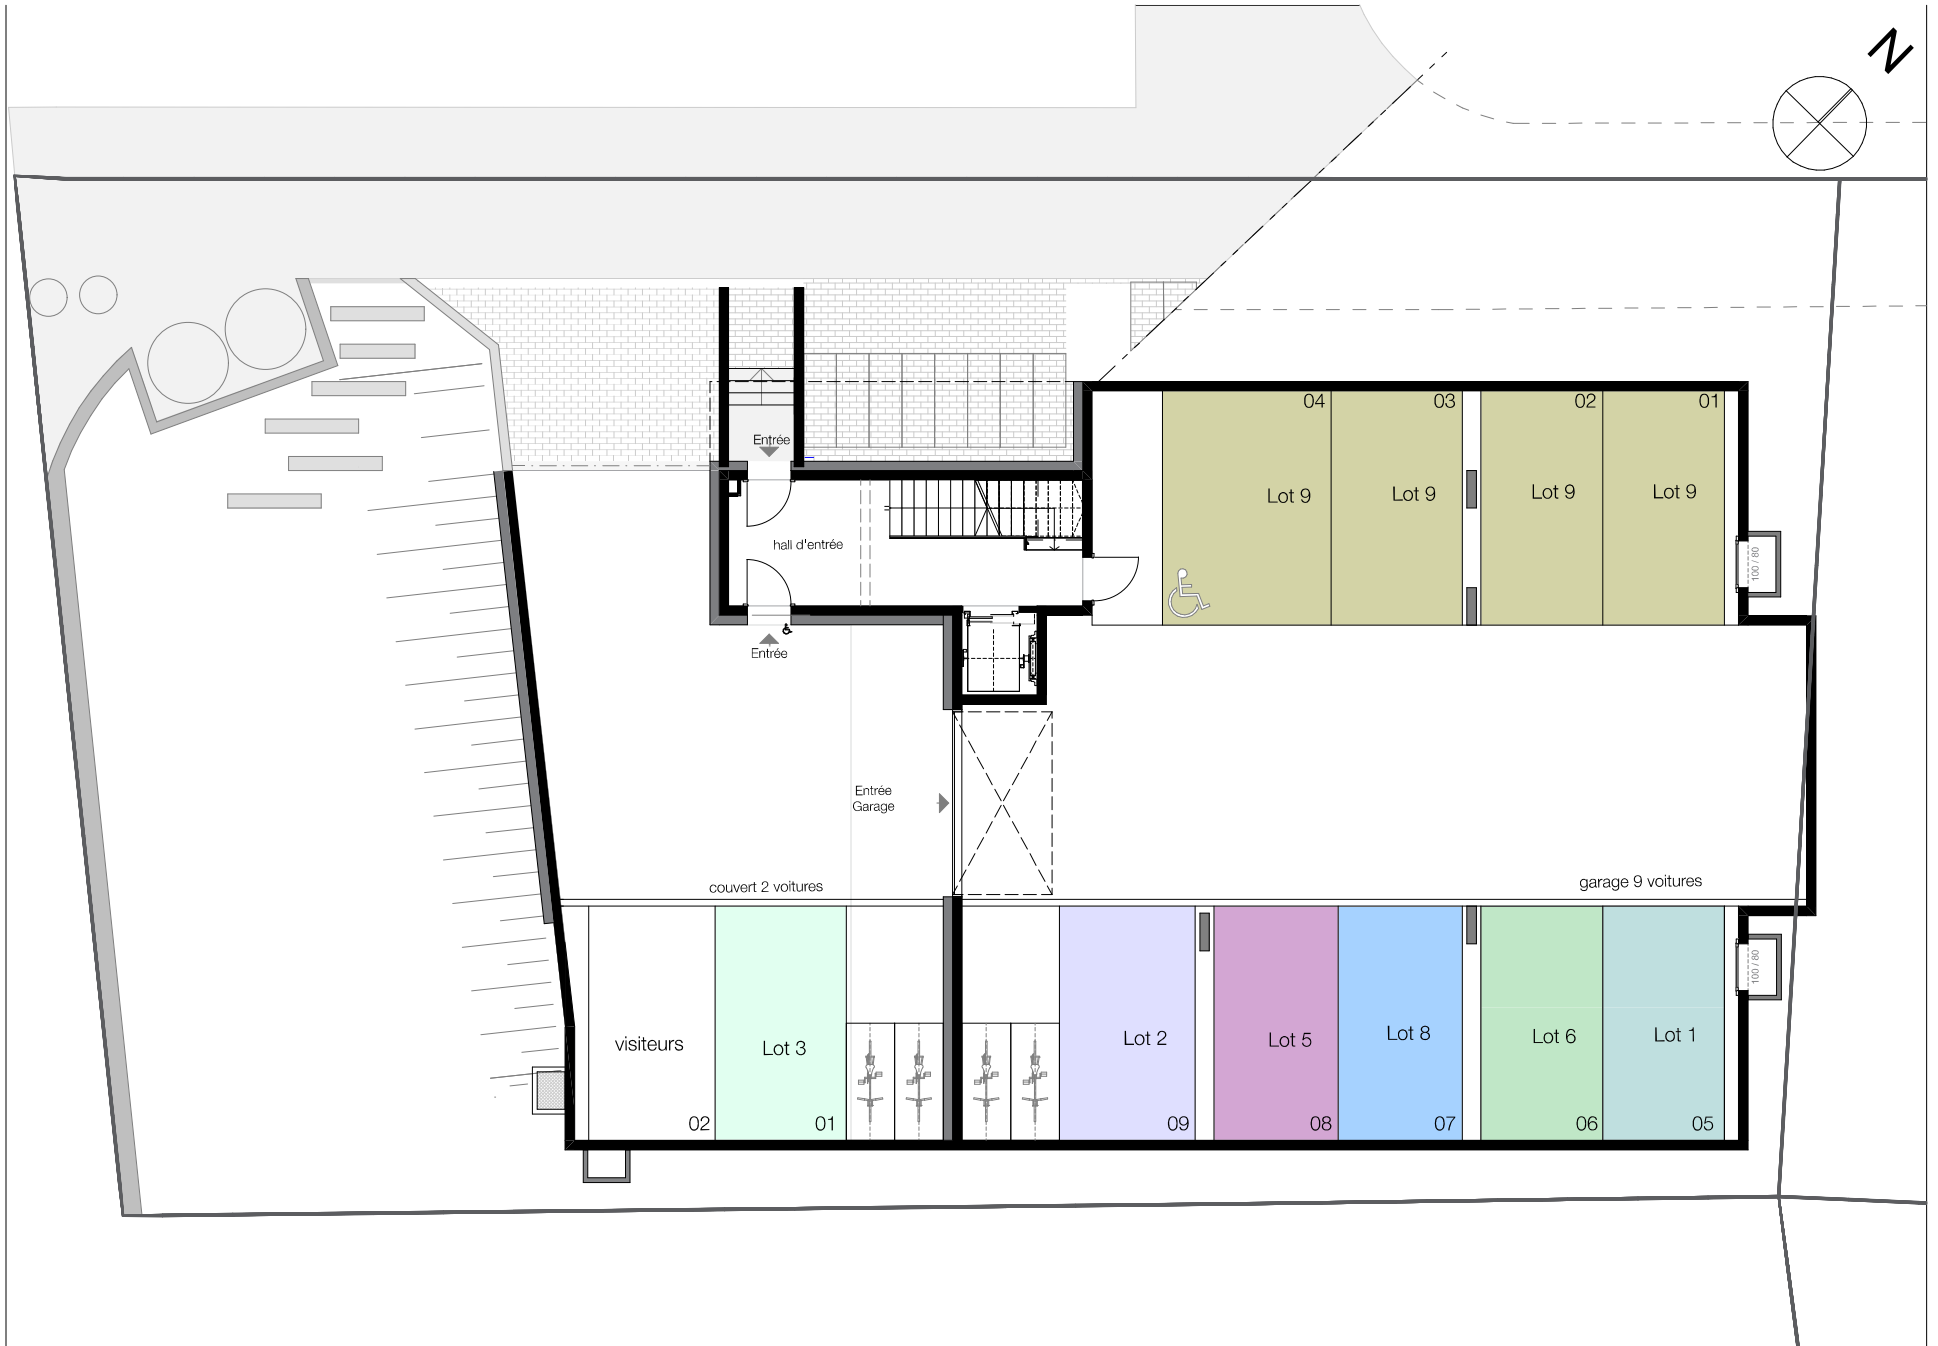 N
04
03
02
01
Entrée
Lot 9
Lot 9
Lot 9
Lot 9
hall d'entrée
100 / 80
Entrée
Entrée
Garage
couvert 2 voitures
garage 9 voitures
100 / 80
visiteurs
Lot 3
Lot 2
Lot 5
Lot 8
Lot 6
Lot 1
02
01
09
08
07
06
05